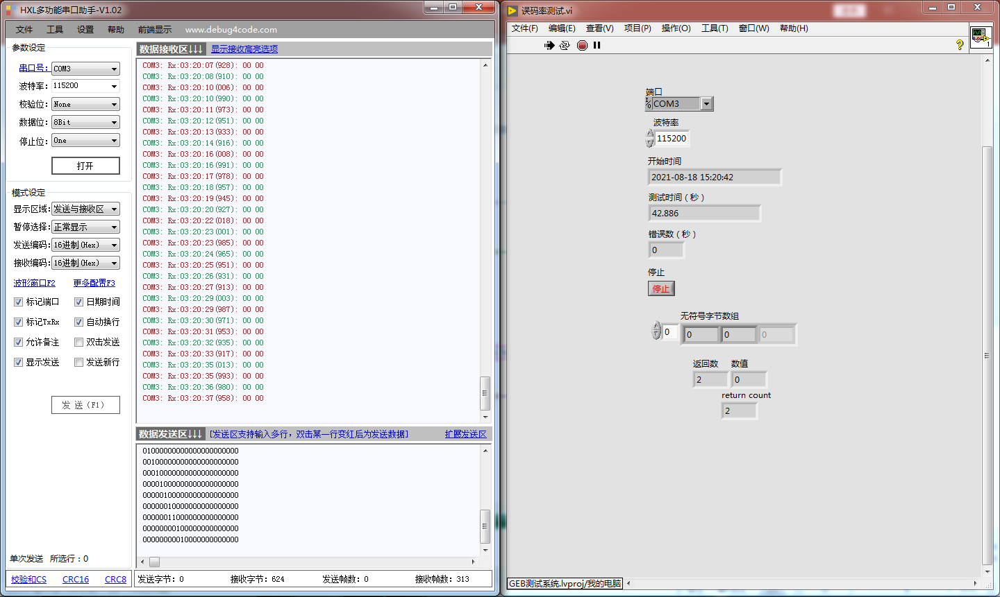 HXL多功能串口助手-V1.02
文件 工具 设置 帮助 前端显示 www.debug4code.com
参数设定
串口号: COM3
波特率: 115200
校验位: None
数据位: 8Bit
停止位: One
打开
模式设定
显示区域: 发送与接收区
暂停选择: 正常显示
发送编码: 16进制(Hex)
接收编码: 16进制(Hex)
波形窗口F2 更多配置F3
标记端口 日期时间
标记TxRx 自动换行
允许备注 双击发送
显示发送 发送新行
发 送（F1）
单次发送 所选行：0
校验和CS CRC16 CRC8
数据接收区↓↓↓ 显示接收高亮选项
COM3: Rx:03:20:07(928): 00 00
COM3: Rx:03:20:08(910): 00 00
COM3: Rx:03:20:10(006): 00 00
COM3: Rx:03:20:10(990): 00 00
COM3: Rx:03:20:11(973): 00 00
COM3: Rx:03:20:12(951): 00 00
COM3: Rx:03:20:13(933): 00 00
COM3: Rx:03:20:14(916): 00 00
COM3: Rx:03:20:16(008): 00 00
COM3: Rx:03:20:16(991): 00 00
COM3: Rx:03:20:17(978): 00 00
COM3: Rx:03:20:18(957): 00 00
COM3: Rx:03:20:19(945): 00 00
COM3: Rx:03:20:20(927): 00 00
COM3: Rx:03:20:22(018): 00 00
COM3: Rx:03:20:23(001): 00 00
COM3: Rx:03:20:23(985): 00 00
COM3: Rx:03:20:24(965): 00 00
COM3: Rx:03:20:25(951): 00 00
COM3: Rx:03:20:26(931): 00 00
COM3: Rx:03:20:27(913): 00 00
COM3: Rx:03:20:29(003): 00 00
COM3: Rx:03:20:29(987): 00 00
COM3: Rx:03:20:30(971): 00 00
COM3: Rx:03:20:31(953): 00 00
COM3: Rx:03:20:32(935): 00 00
COM3: Rx:03:20:33(917): 00 00
COM3: Rx:03:20:35(013): 00 00
COM3: Rx:03:20:35(993): 00 00
COM3: Rx:03:20:36(980): 00 00
COM3: Rx:03:20:37(958): 00 00
数据发送区↓↓↓ [发送区支持输入多行，双击某一行变红后为发送数据] 扩展发送区
01000000000000000000000
00100000000000000000000
00010000000000000000000
00001000000000000000000
00000100000000000000000
00000010000000000000000
00000011000000000000000
00000000100000000000000
00000000010000000000000
发送字节：0 接收字节：624 发送帧数：0 接收帧数：313
误码率测试.vi
文件(F) 编辑(E) 查看(V) 项目(P) 操作(O) 工具(T) 窗口(W) 帮助(H)
? 1
端口
I/O COM3
波特率
115200
开始时间
2021-08-18 15:20:42
测试时间（秒）
42.886
错误数（秒）
0
停止
停止
无符号字节数组
0 0 0 0
返回数 数值
2 0
return count
2
GEB测试系统.lvproj/我的电脑